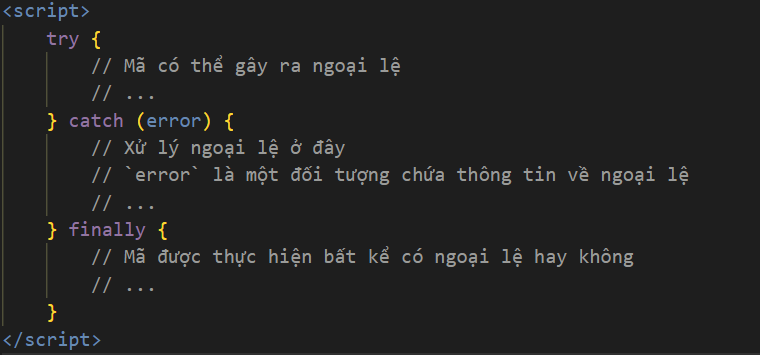 <script>
try {
// Mã có thể gây ra ngoại lệ
// ...
} catch (error) {
// Xử lý ngoại lệ ở đây
// `error` là một đối tượng chứa thông tin về ngoại lệ
// ...
} finally {
// Mã được thực hiện bất kể có ngoại lệ hay không
// ...
}
</script>